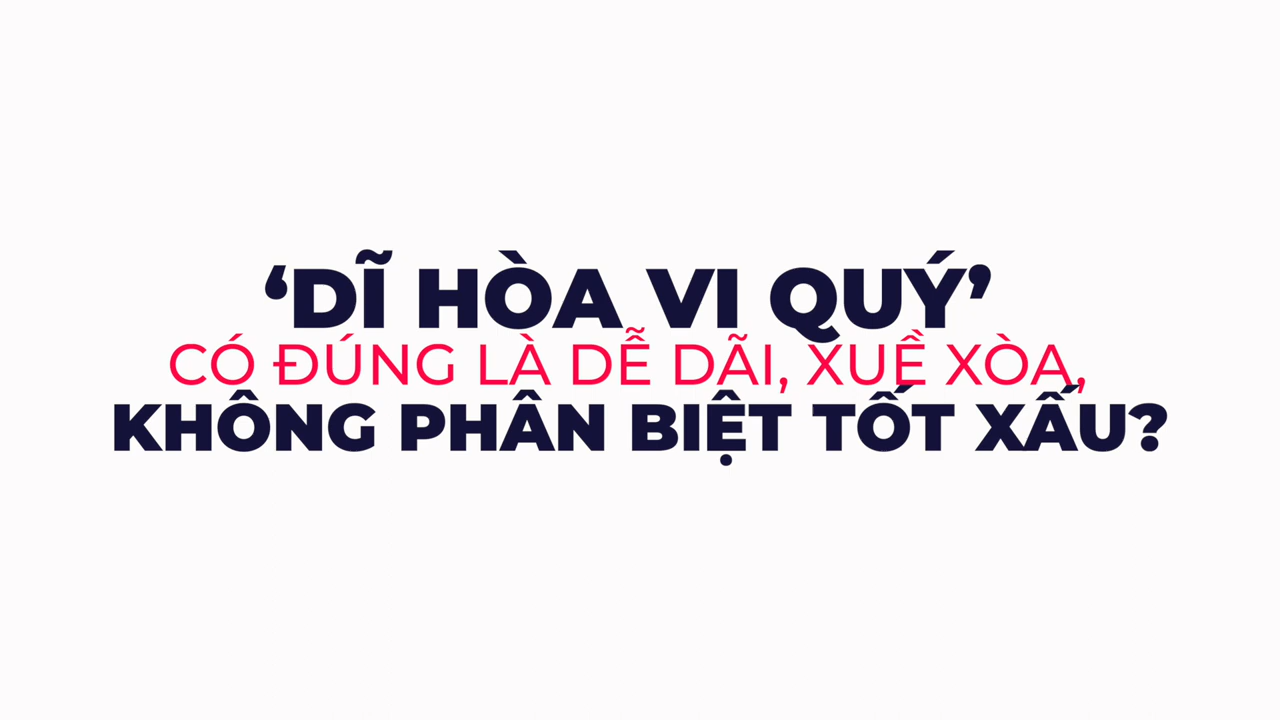 ‘DĨ HÒA VI QUÝ’
CÓ ĐÚNG LÀ DỄ DÃI, XUỀ XÒA,
KHÔNG PHÂN BIỆT TỐT XẤU?